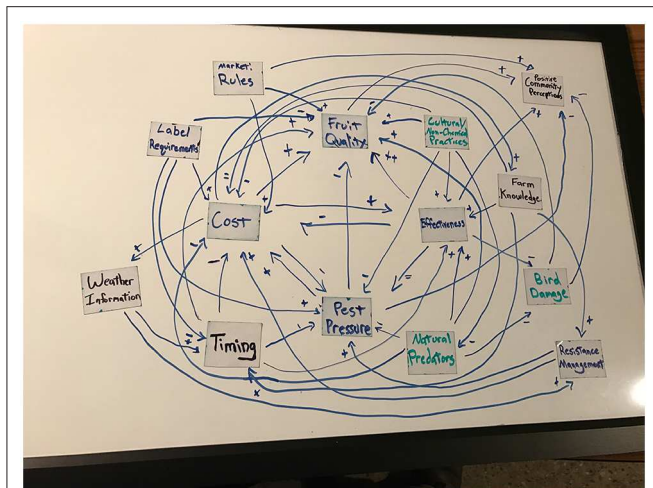 Market
Rules
Positive
Community
Perceptions
Label
Requirements
Fruit
Quality
Cultural/
Non-Chemical
Practices
Farm
Knowledge
Cost
Effectiveness
Weather
Information
Bird
Damage
Timing
Pest
Pressure
Natural
Predators
Resistance
Management